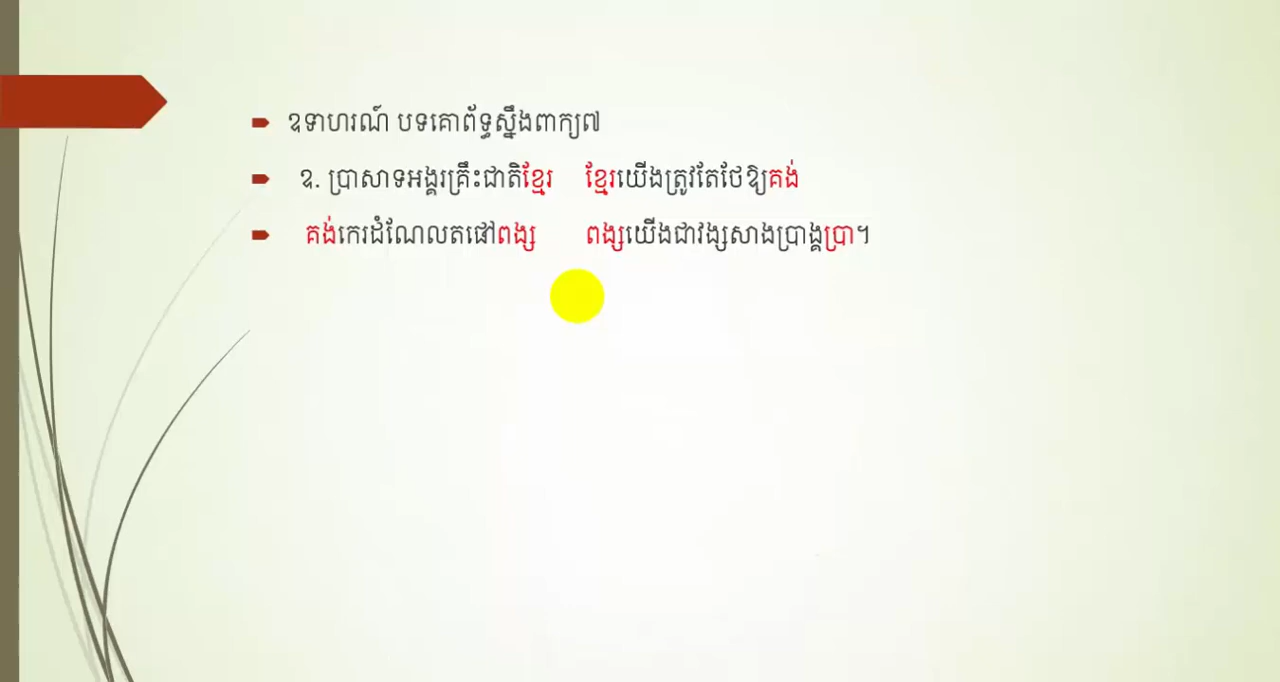 ឧទាហរណ៍ បទគោព័ទ្ធស្នឹងពាក្យ៧
ឧ. ប្រាសាទអង្គរគ្រឹះជាតិខ្មែរ ខ្មែរយើងត្រូវតែថែឱ្យគង់
គង់កេរដំណែលតផៅពង្ស ពង្សយើងជាវង្សសាងប្រាង្គប្រា។